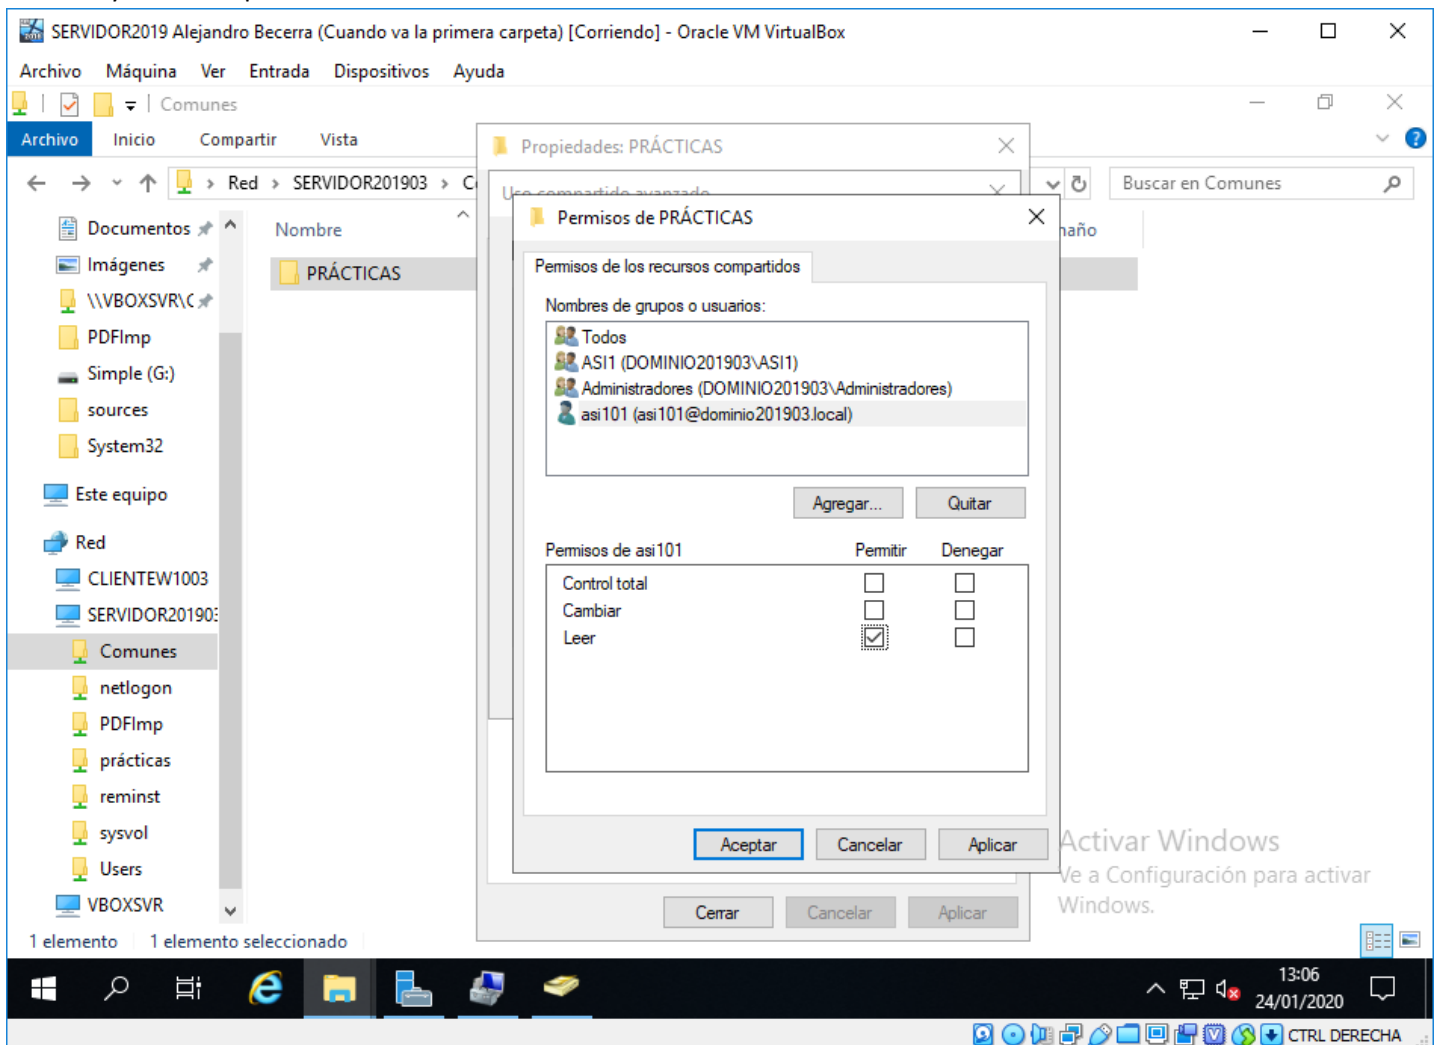 SERVIDOR2019 Alejandro Becerra (Cuando va la primera carpeta) [Corriendo] - Oracle VM VirtualBox
Archivo Máquina Ver Entrada Dispositivos Ayuda
Comunes
Archivo Inicio Compartir Vista
Red > SERVIDOR201903 >
Buscar en Comunes
Documentos
Imágenes
\\VBOXSVR\
PDFImp
Simple (G:)
sources
System32
Este equipo
Red
CLIENTEW1003
SERVIDOR201903
Comunes
netlogon
PDFImp
prácticas
reminst
sysvol
Users
VBOXSVR
Nombre
PRÁCTICAS
Propiedades: PRÁCTICAS
Uso compartido avanzado
Permisos de PRÁCTICAS
Permisos de los recursos compartidos
Nombres de grupos o usuarios:
Todos
ASI1 (DOMINIO201903\ASI1)
Administradores (DOMINIO201903\Administradores)
asi101 (asi101@dominio201903.local)
Agregar... Quitar
Permisos de asi101 Permitir Denegar
Control total
Cambiar
Leer
Aceptar Cancelar Aplicar
Cerrar Cancelar Aplicar
Activar Windows
Ve a Configuración para activar
Windows.
1 elemento 1 elemento seleccionado
13:06
24/01/2020
CTRL DERECHA